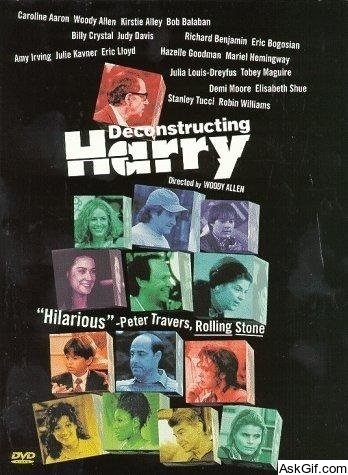 Caroline Aaron Woody Allen Kirstie Alley Bob Balaban
Billy Crystal Judy Davis
Richard Benjamin Eric Bogosian
Amy Irving Julie Kavner Eric Lloyd
Hazelle Goodman Mariel Hemingway
Julia Louis-Dreyfus Tobey Maguire
Demi Moore Elisabeth Shue
Stanley Tucci Robin Williams
Deconstructing
Harry
Directed by WOODY ALLEN
"Hilarious" -Peter Travers, Rolling Stone
DVD
AskGif.com